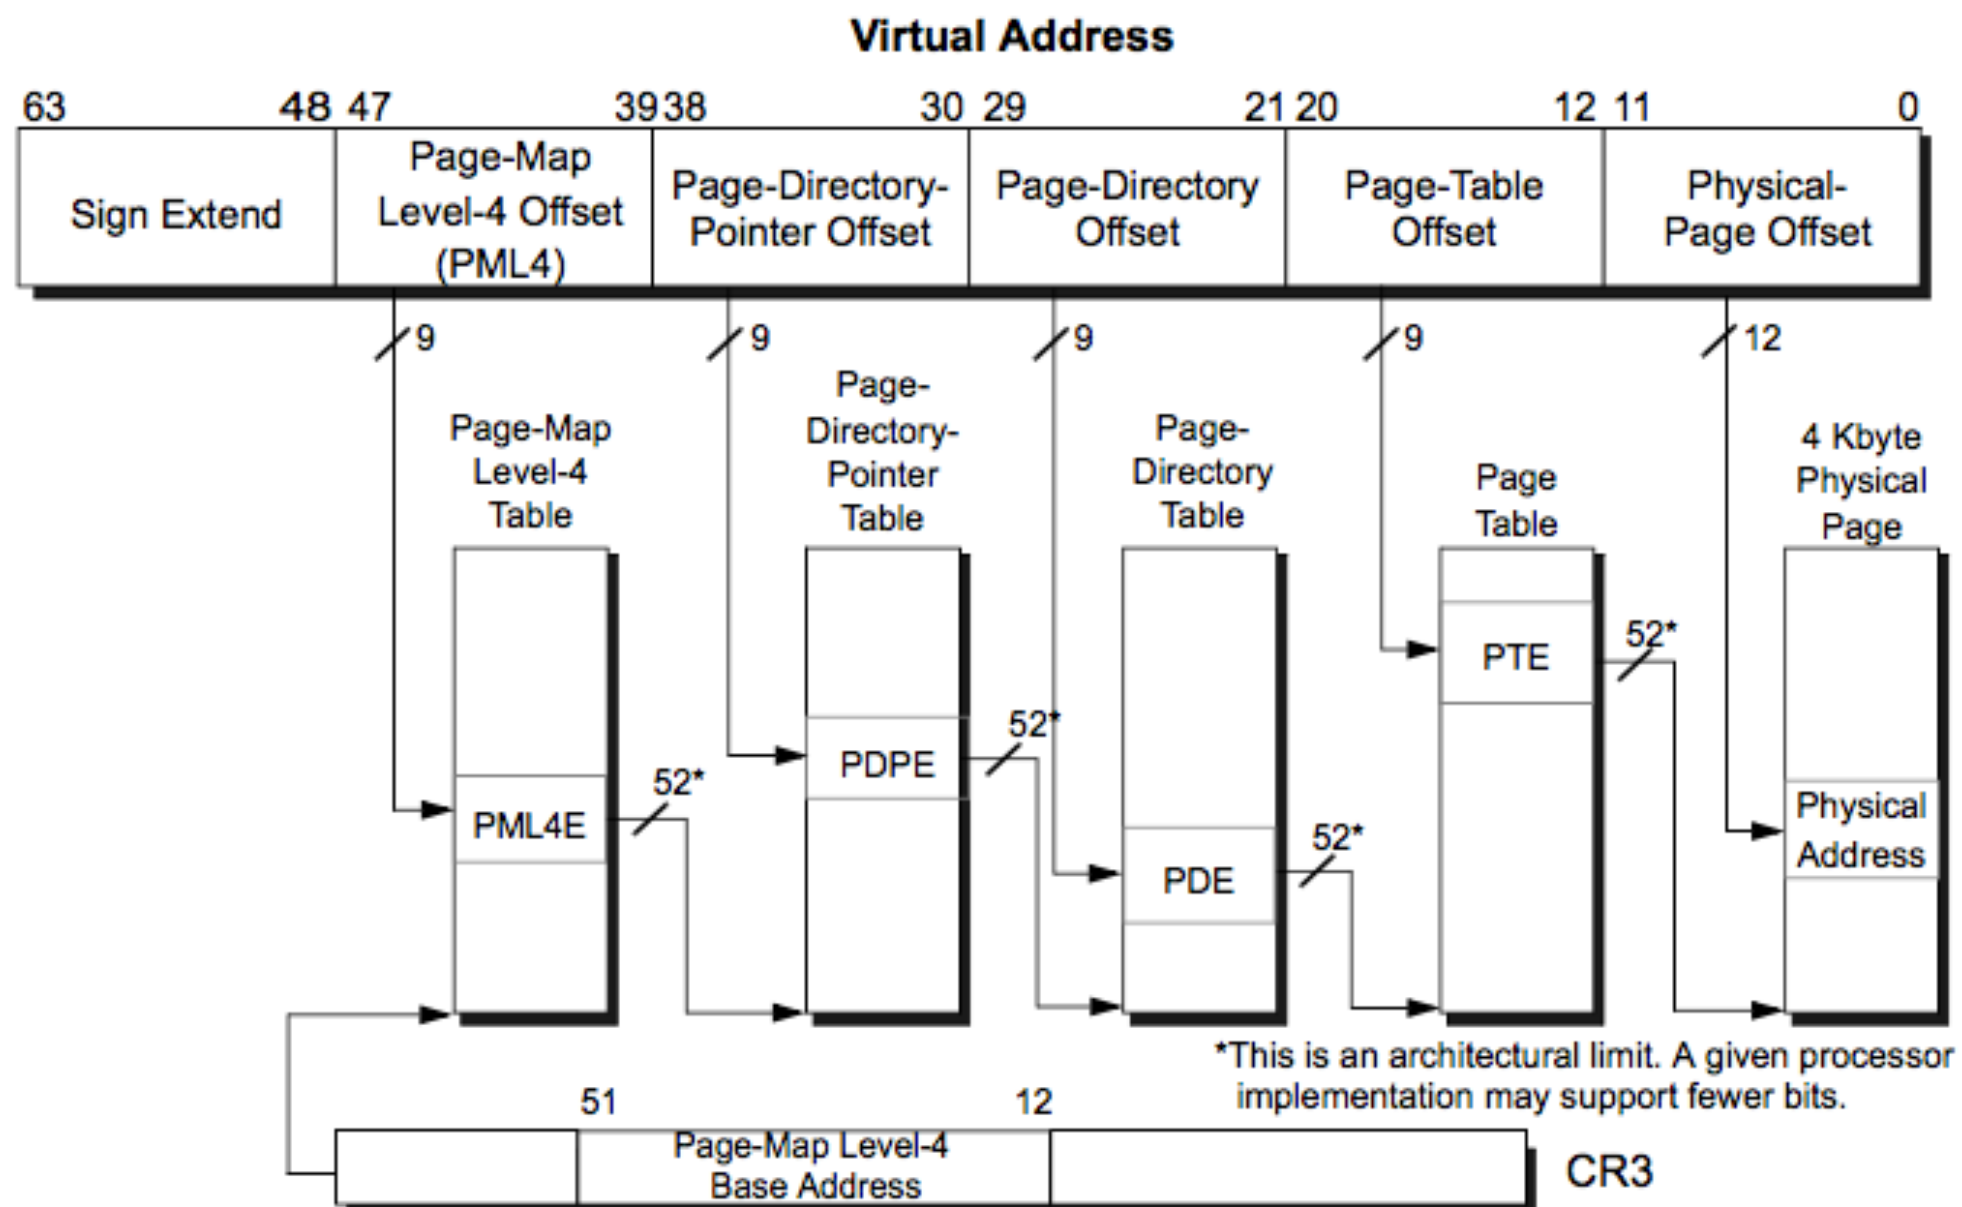 Virtual Address
63 48 47 39 38 30 29 21 20 12 11 0
Sign Extend
Page-Map
Level-4 Offset
(PML4)
Page-Directory-
Pointer Offset
Page-Directory
Offset
Page-Table
Offset
Physical-
Page Offset
9 9 9 9 12
Page-Map
Level-4
Table
Page-
Directory-
Pointer
Table
Page-
Directory
Table
Page
Table
4 Kbyte
Physical
Page
PML4E
52*
PDPE
52*
PDE
52*
PTE
52*
Physical
Address
*This is an architectural limit. A given processor
implementation may support fewer bits.
51 12
Page-Map Level-4
Base Address
CR3